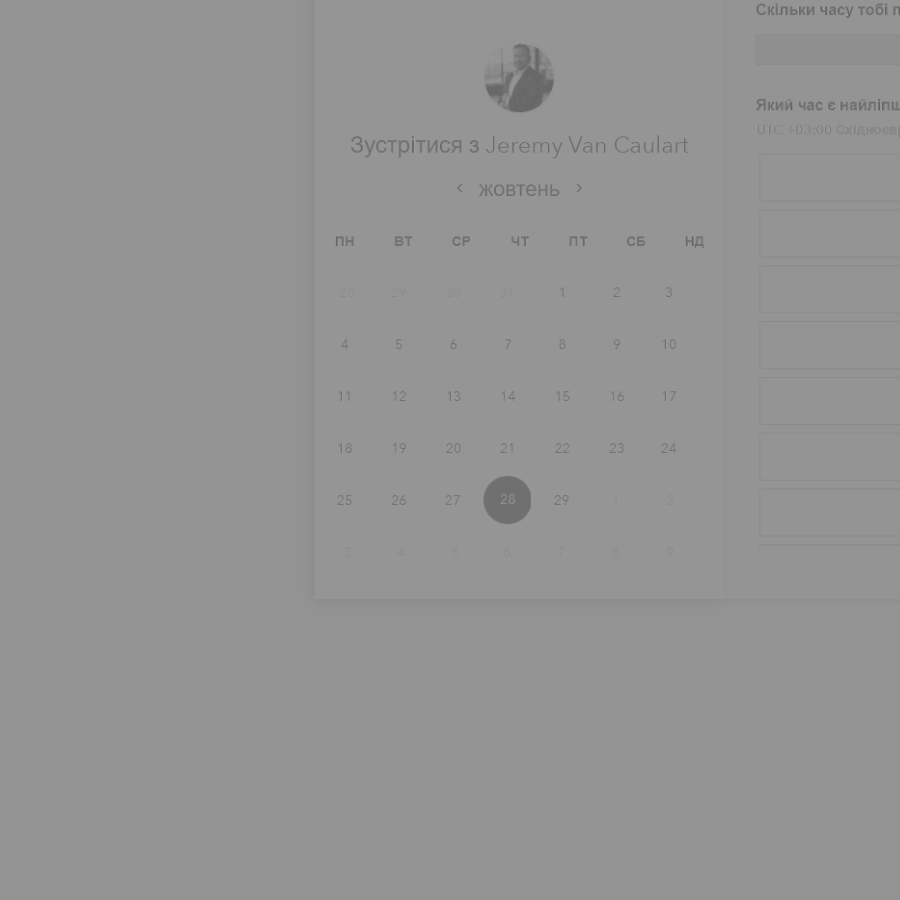 Скільки часу тобі
Який час є
UTC +03:00
Зустрітися з Jeremy Van Caulart
жовтень
ПН ВТ СР ЧТ ПТ СБ НД
28 29 30 31 1 2 3
4 5 6 7 8 9 10
11 12 13 14 15 16 17
18 19 20 21 22 23 24
25 26 27 28 29 1 2
3 4 5 6 7 8 9